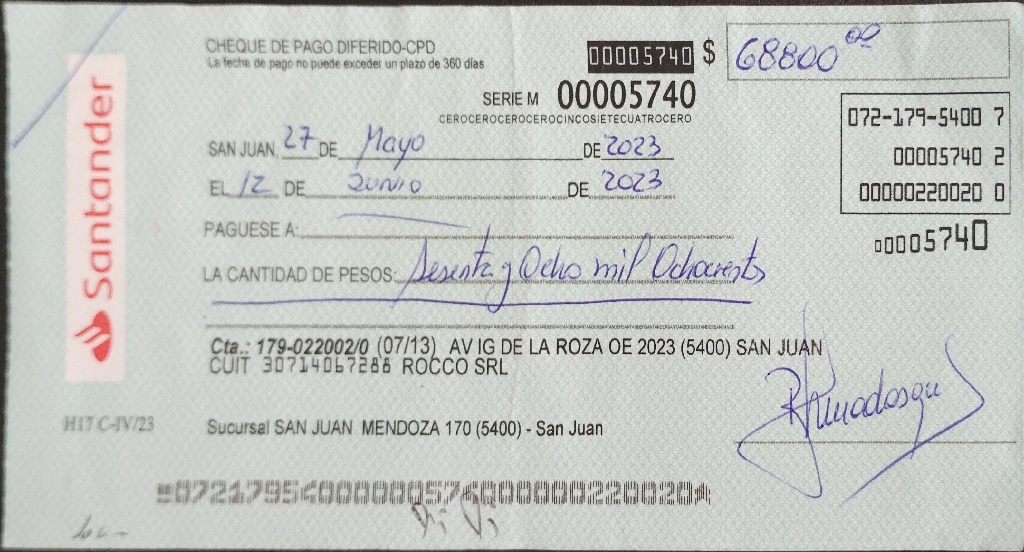 Santander
CHEQUE DE PAGO DIFERIDO-CPD
La fecha de pago no puede exceder un plazo de 360 días
00005740 $ 68800 00
SERIE M 00005740
CEROCEROCEROCEROCINCOSIETECUATROCERO
072-179-5400 7
00005740 2
00000220020 0
00005740
SAN JUAN, 27 DE Mayo DE 2023
EL 12 DE Junio DE 2023
PAGUESE A:
LA CANTIDAD DE PESOS: Sesenta y Ocho mil Ochocientos
Cta.: 179-022002/0 (07/13) AV IG DE LA ROZA OE 2023 (5400) SAN JUAN
CUIT 30714067288 ROCCO SRL
H17 C-IV/23
Sucursal SAN JUAN MENDOZA 170 (5400) - San Juan